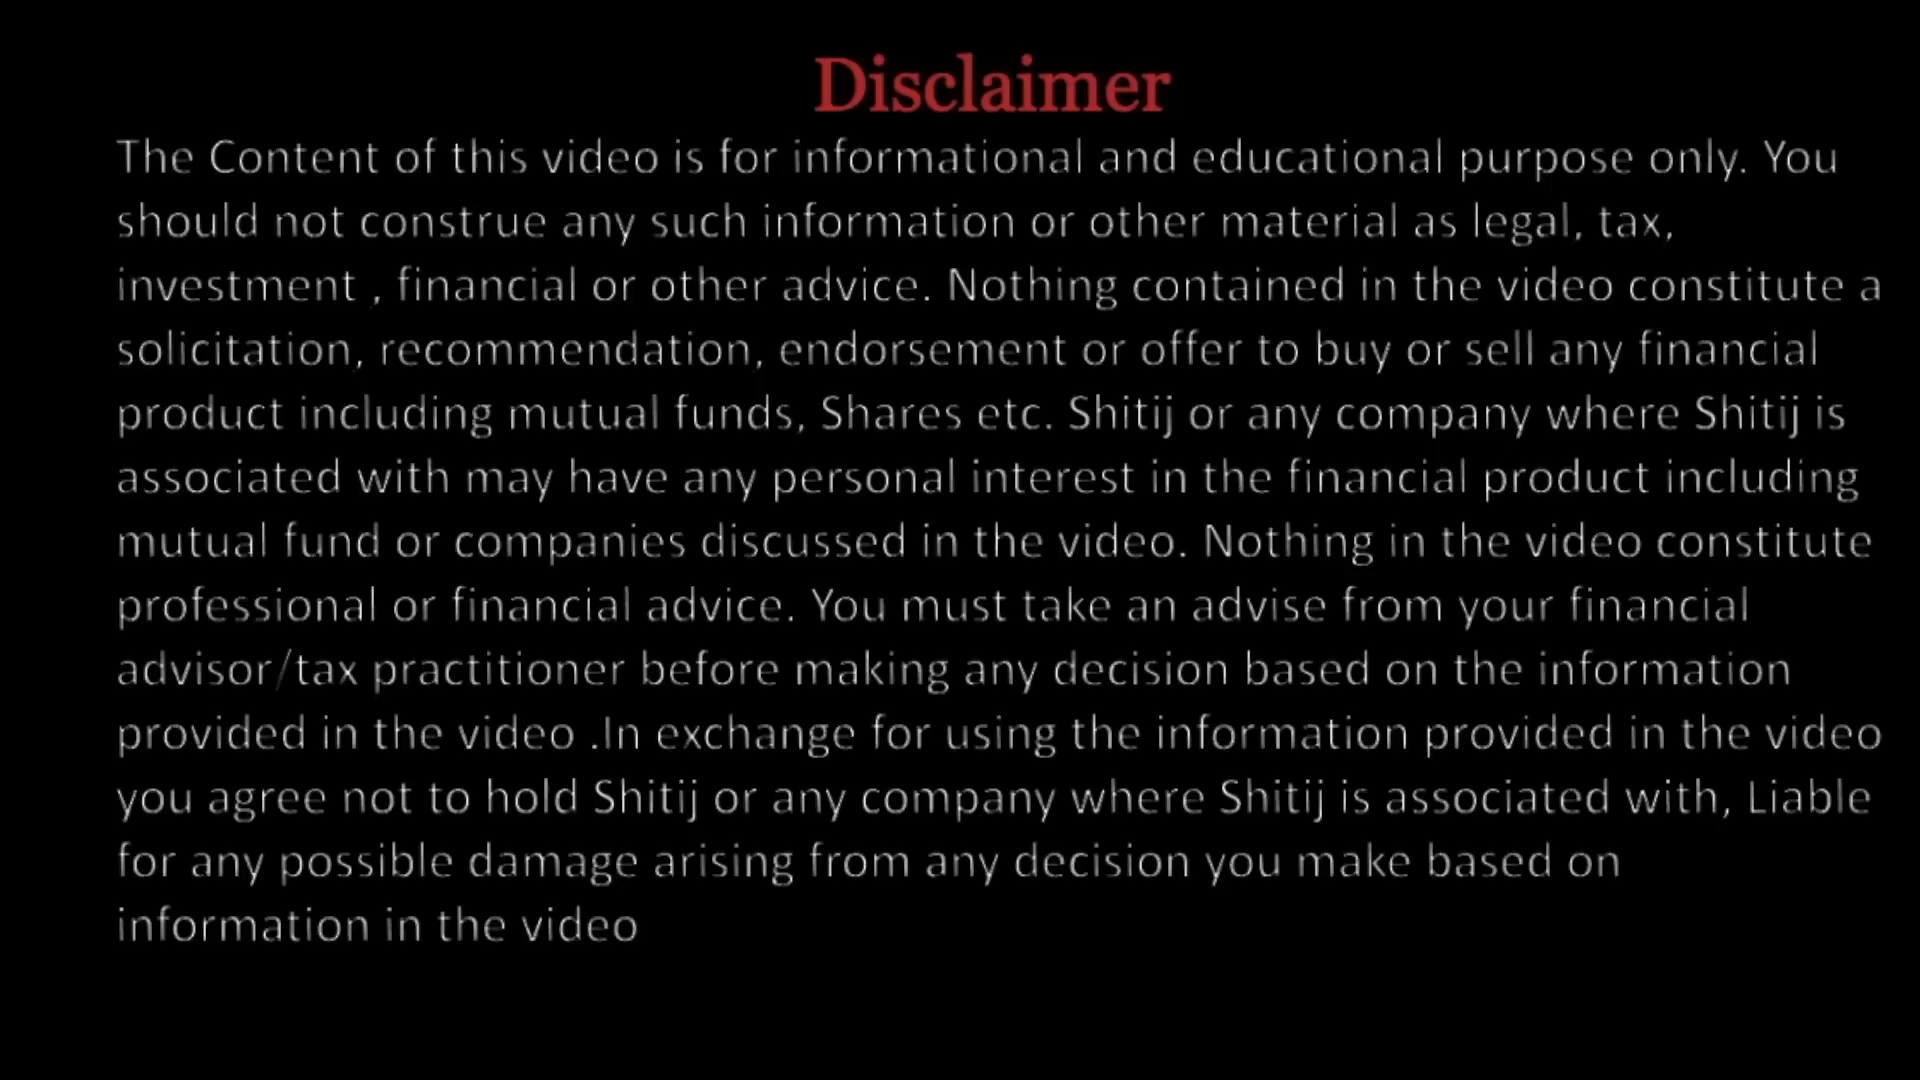 Disclaimer
The Content of this video is for informational and educational purpose only. You
should not construe any such information or other material as legal, tax,
investment , financial or other advice. Nothing contained in the video constitute a
solicitation, recommendation, endorsement or offer to buy or sell any financial
product including mutual funds, Shares etc. Shitij or any company where Shitij is
associated with may have any personal interest in the financial product including
mutual fund or companies discussed in the video. Nothing in the video constitute
professional or financial advice. You must take an advise from your financial
advisor/tax practitioner before making any decision based on the information
provided in the video .In exchange for using the information provided in the video
you agree not to hold Shitij or any company where Shitij is associated with, Liable
for any possible damage arising from any decision you make based on
information in the video